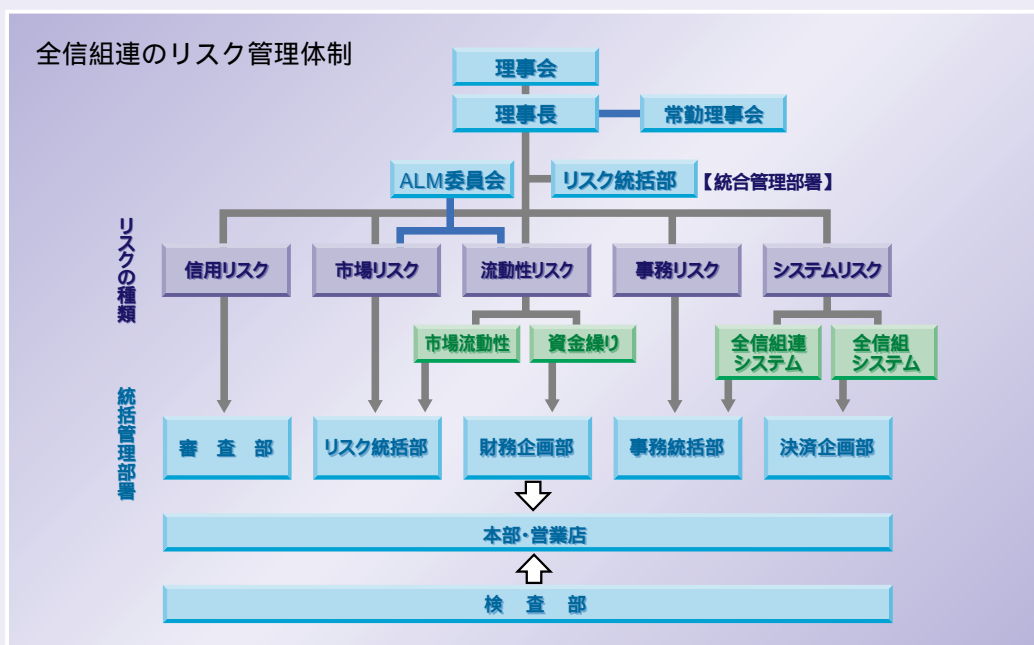 全信組連のリスク管理体制
理事会
理事長
常勤理事会
ALM委員会
リスク統括部
【統合管理部署】
リスクの種類
信用リスク
市場リスク
流動性リスク
事務リスク
システムリスク
市場流動性
資金繰り
全信組連
システム
全信組
システム
統括管理部署
審査部
リスク統括部
財務企画部
事務統括部
決済企画部
本部・営業店
検査部